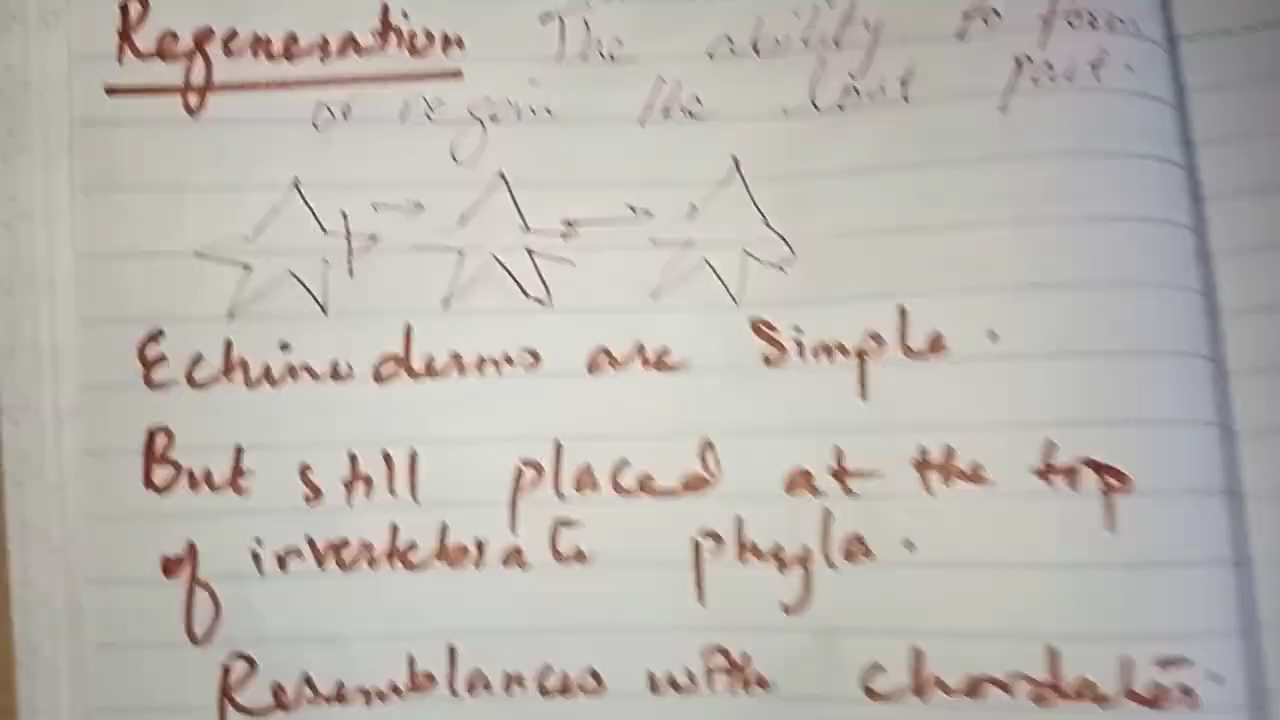 Regeneration The ability to form
or regain the lost part.
Echinoderms are Simple.
But still placed at the top
of invertebrate phyla.
Resemblances with chordates